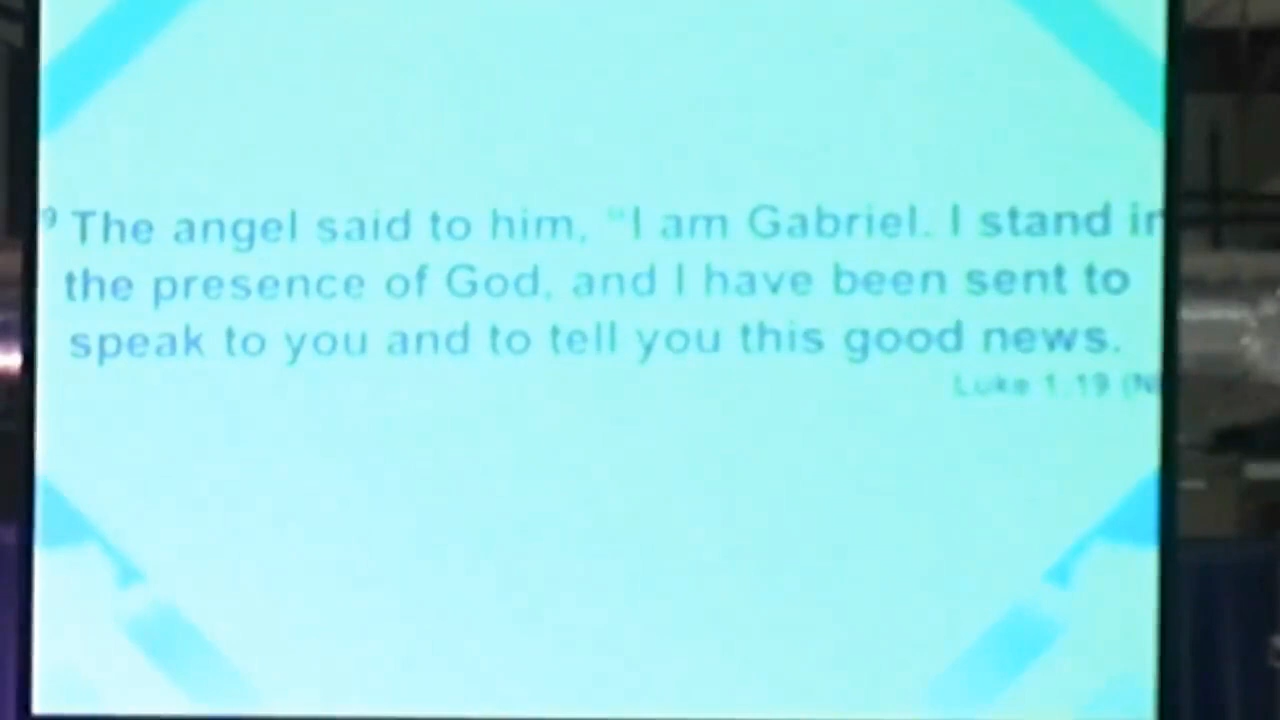 9 The angel said to him, "I am Gabriel. I stand in
the presence of God, and I have been sent to
speak to you and to tell you this good news.
Luke 1:19 (N